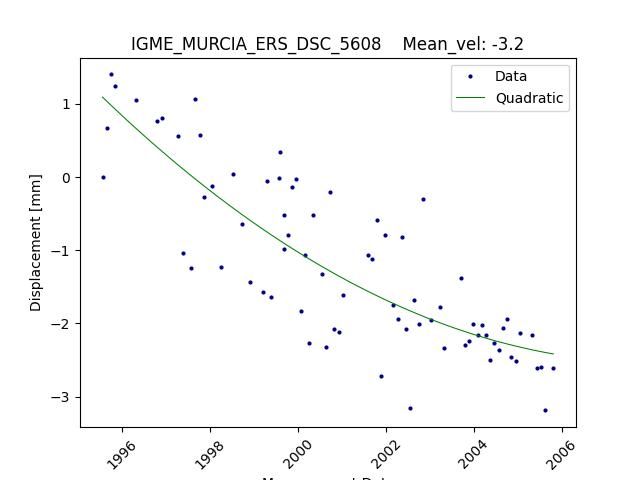 IGME_MURCIA_ERS_DSC_5608    Mean_vel: -3.2
Data
Quadratic
Displacement [mm]
1
0
−1
−2
−3
1996
1998
2000
2002
2004
2006